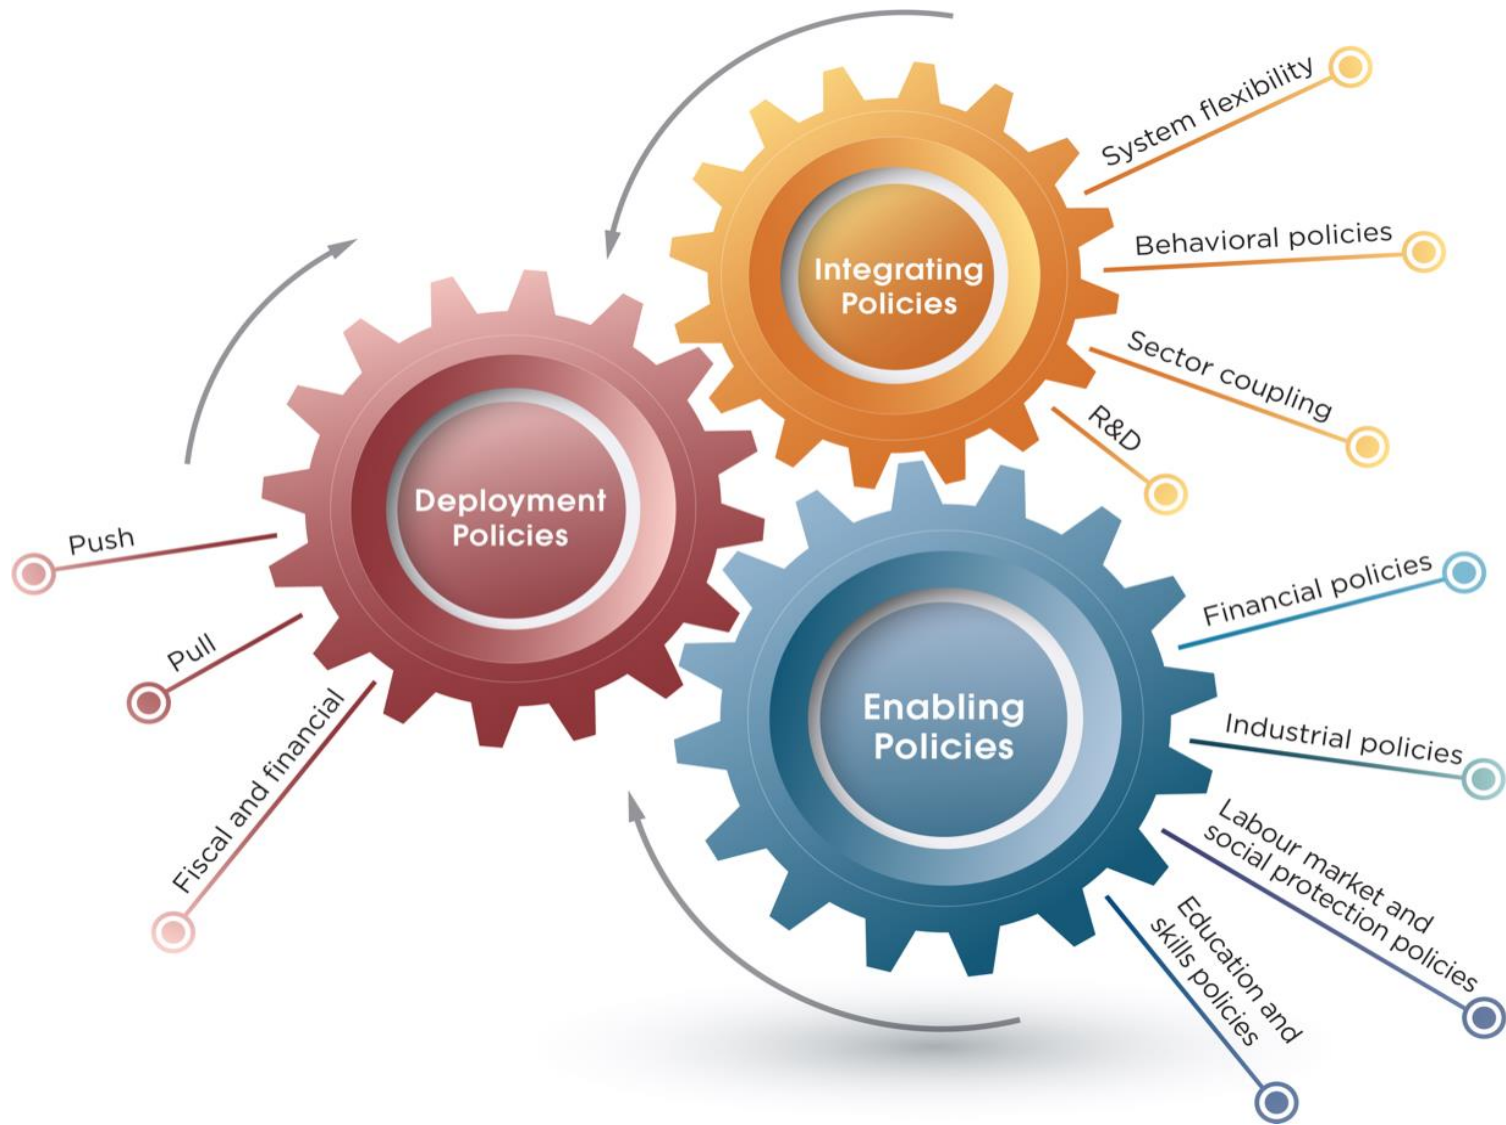 System flexibility
Behavioral policies
Integrating
Policies
Sector coupling
R&D
Deployment
Policies
Push
Pull
Fiscal and financial
Financial policies
Enabling
Policies
Industrial policies
Labour market and
social protection policies
Education and
skills policies